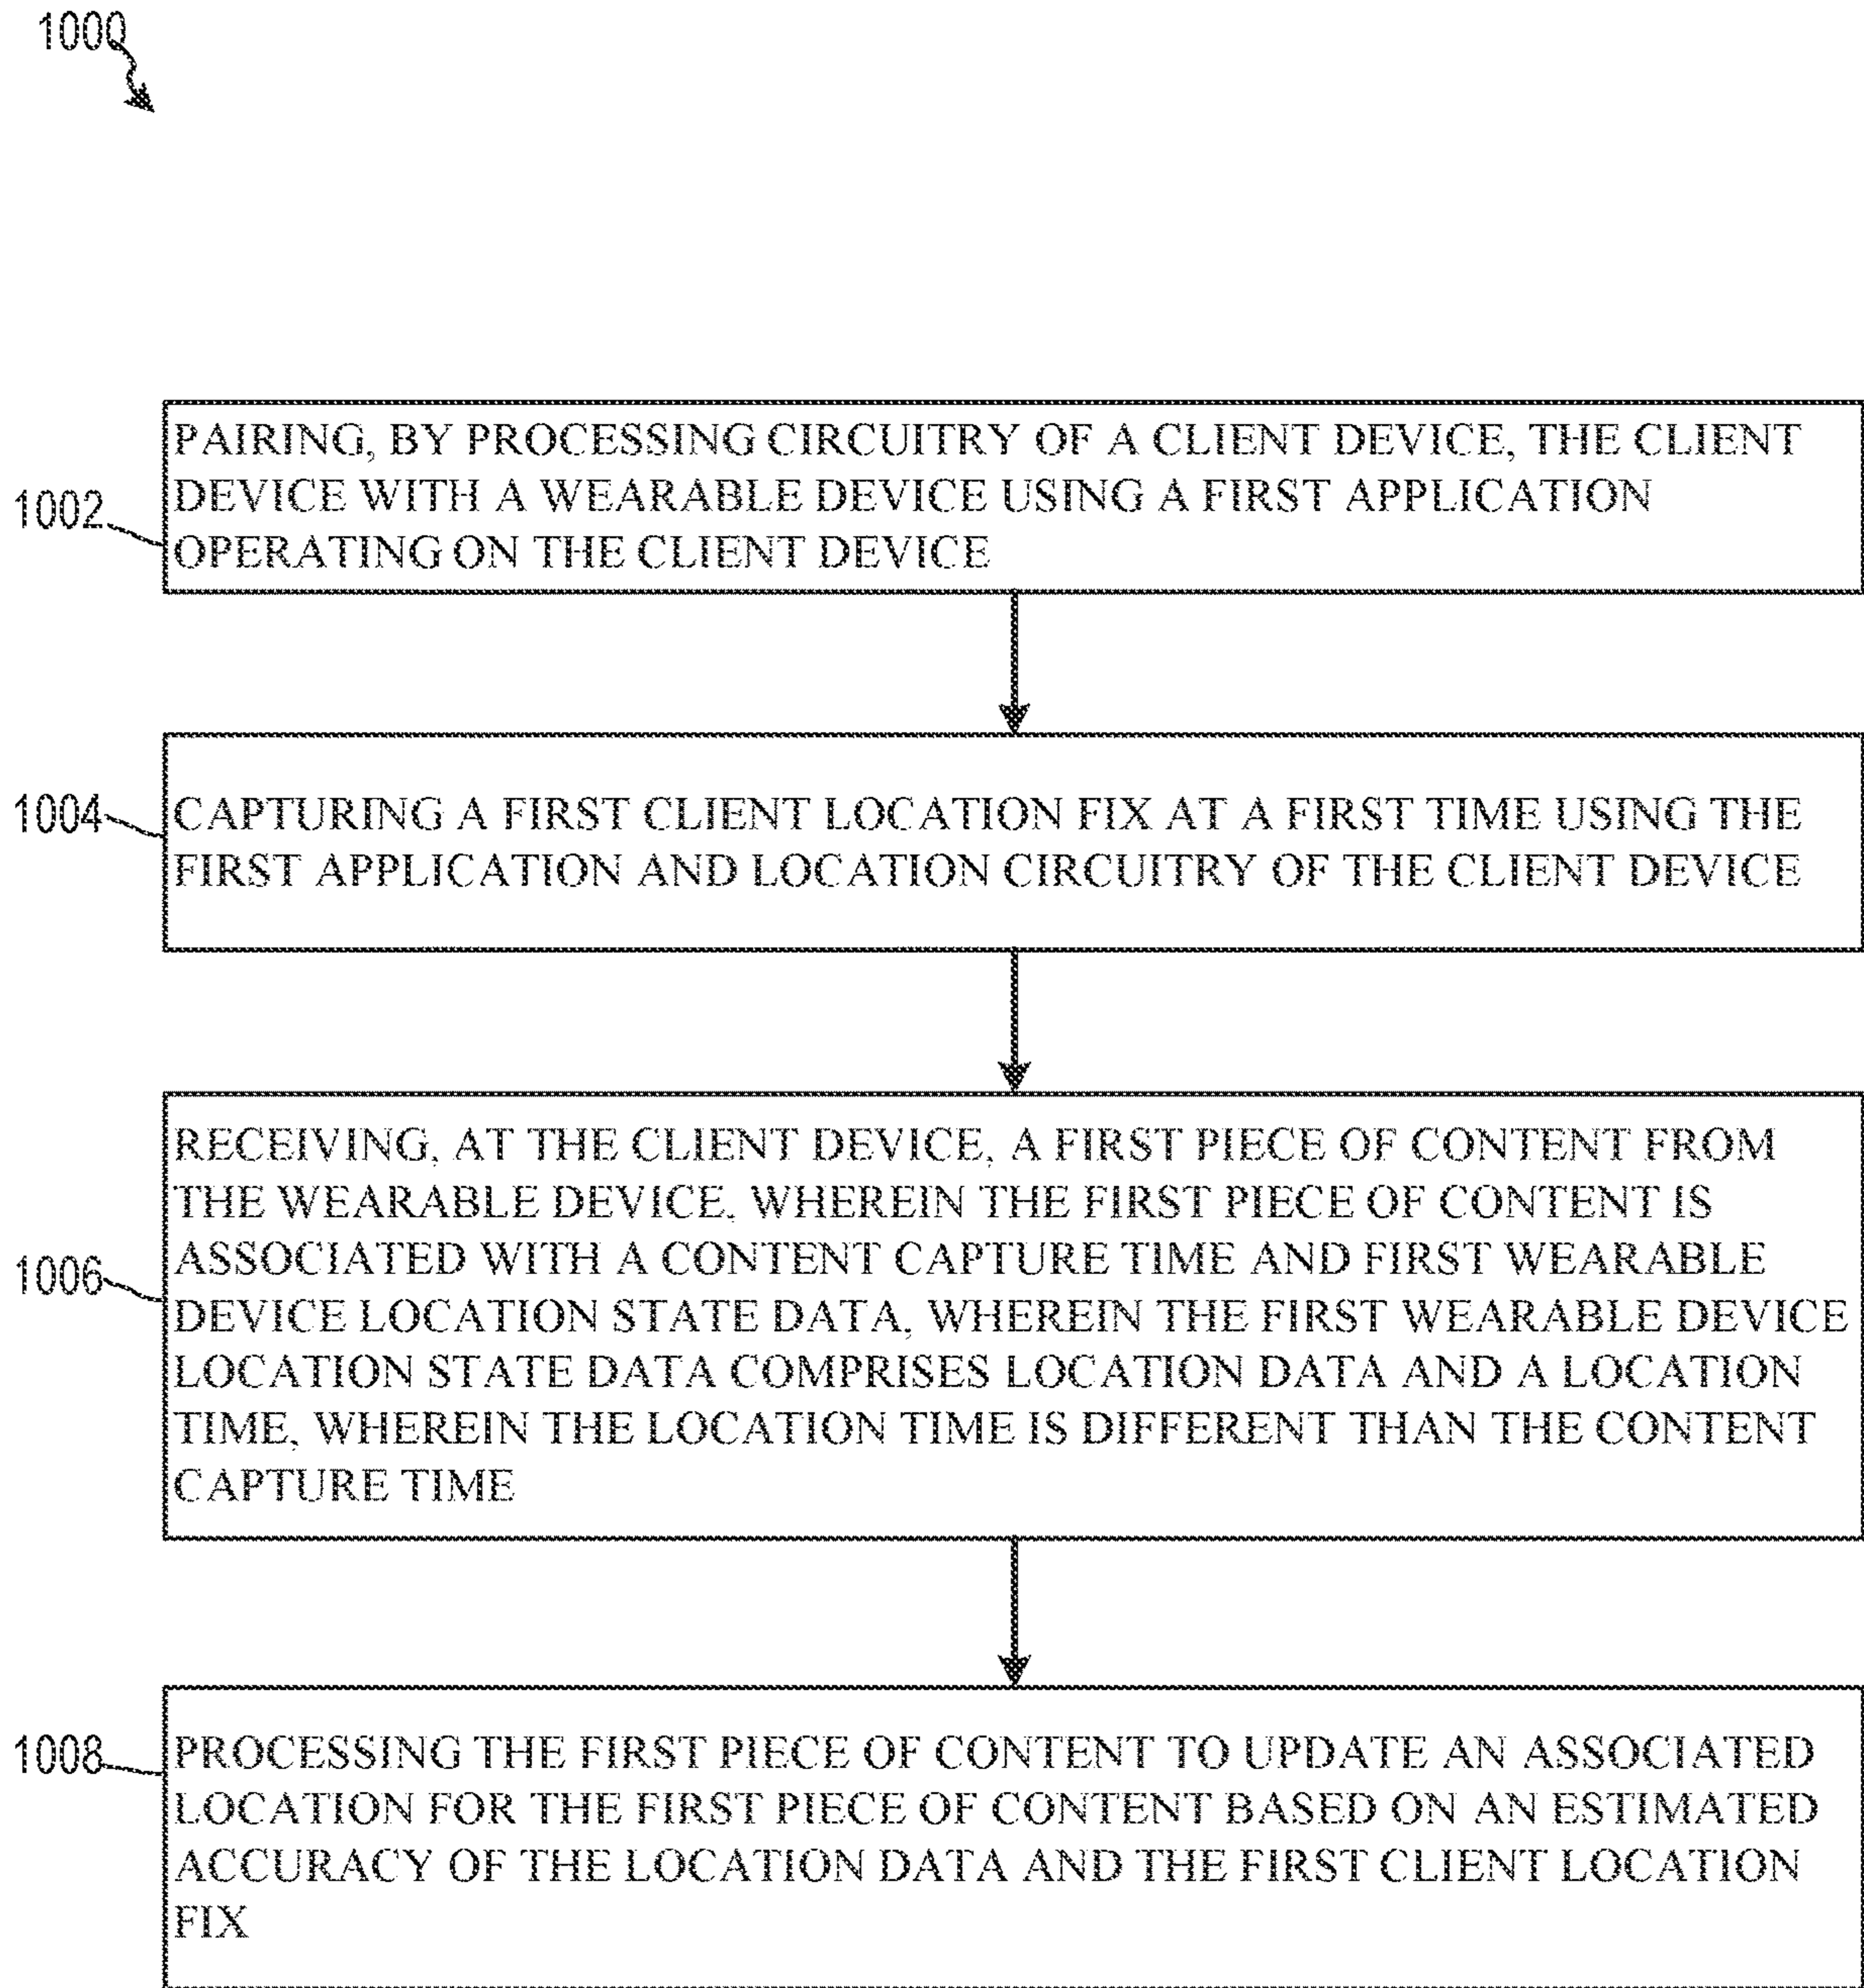 1000
PAIRING, BY PROCESSING CIRCUITRY OF A CLIENT DEVICE, THE CLIENT
DEVICE WITH A WEARABLE DEVICE USING A FIRST APPLICATION
OPERATING ON THE CLIENT DEVICE
1002
CAPTURING A FIRST CLIENT LOCATION FIX AT A FIRST TIME USING THE
FIRST APPLICATION AND LOCATION CIRCUITRY OF THE CLIENT DEVICE
1004
RECEIVING, AT THE CLIENT DEVICE, A FIRST PIECE OF CONTENT FROM
THE WEARABLE DEVICE, WHEREIN THE FIRST PIECE OF CONTENT IS
ASSOCIATED WITH A CONTENT CAPTURE TIME AND FIRST WEARABLE
DEVICE LOCATION STATE DATA, WHEREIN THE FIRST WEARABLE DEVICE
LOCATION STATE DATA COMPRISES LOCATION DATA AND A LOCATION
TIME, WHEREIN THE LOCATION TIME IS DIFFERENT THAN THE CONTENT
CAPTURE TIME
1006
PROCESSING THE FIRST PIECE OF CONTENT TO UPDATE AN ASSOCIATED
LOCATION FOR THE FIRST PIECE OF CONTENT BASED ON AN ESTIMATED
ACCURACY OF THE LOCATION DATA AND THE FIRST CLIENT LOCATION
FIX
1008